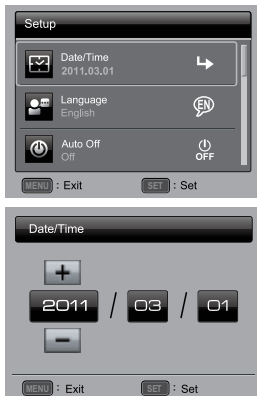 Setup
Date/Time
2011.03.01
Language
English
EN
Auto Off
Off
OFF
MENU : Exit SET : Set
Date/Time
+
2011 / 03 / 01
−
MENU : Exit SET : Set